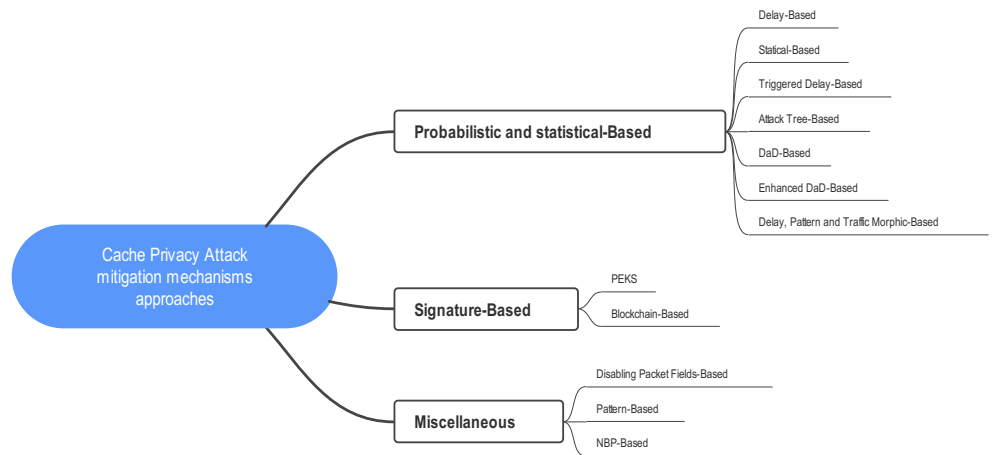 Cache Privacy Attack
mitigation mechanisms
approaches
Probabilistic and statistical-Based
Delay-Based
Statical-Based
Triggered Delay-Based
Attack Tree-Based
DaD-Based
Enhanced DaD-Based
Delay, Pattern and Traffic Morphic-Based
Signature-Based
PEKS
Blockchain-Based
Miscellaneous
Disabling Packet Fields-Based
Pattern-Based
NBP-Based